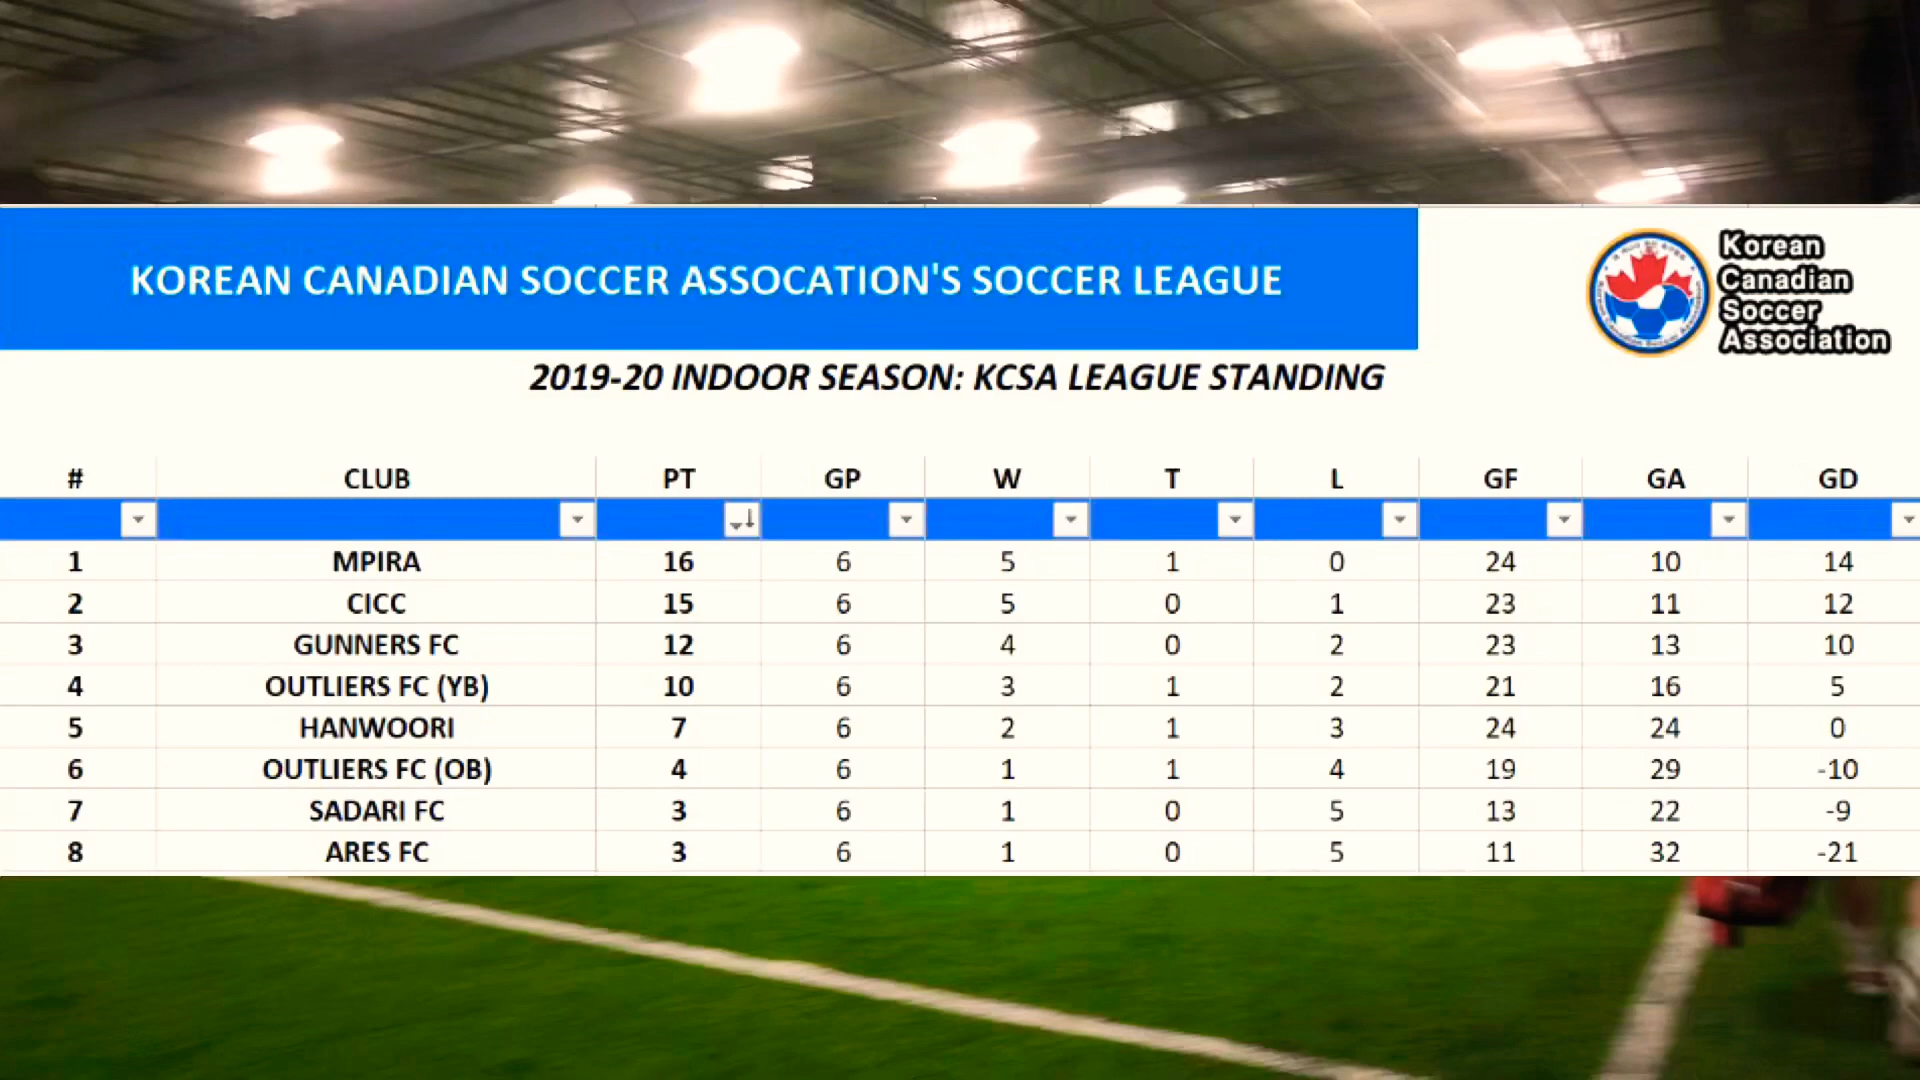 KOREAN CANADIAN SOCCER ASSOCATION'S SOCCER LEAGUE
Korean
Canadian
Soccer
Association
2019-20 INDOOR SEASON: KCSA LEAGUE STANDING
# CLUB PT GP W T L GF GA GD
1 MPIRA 16 6 5 1 0 24 10 14
2 CICC 15 6 5 0 1 23 11 12
3 GUNNERS FC 12 6 4 0 2 23 13 10
4 OUTLIERS FC (YB) 10 6 3 1 2 21 16 5
5 HANWOORI 7 6 2 1 3 24 24 0
6 OUTLIERS FC (OB) 4 6 1 1 4 19 29 -10
7 SADARI FC 3 6 1 0 5 13 22 -9
8 ARES FC 3 6 1 0 5 11 32 -21